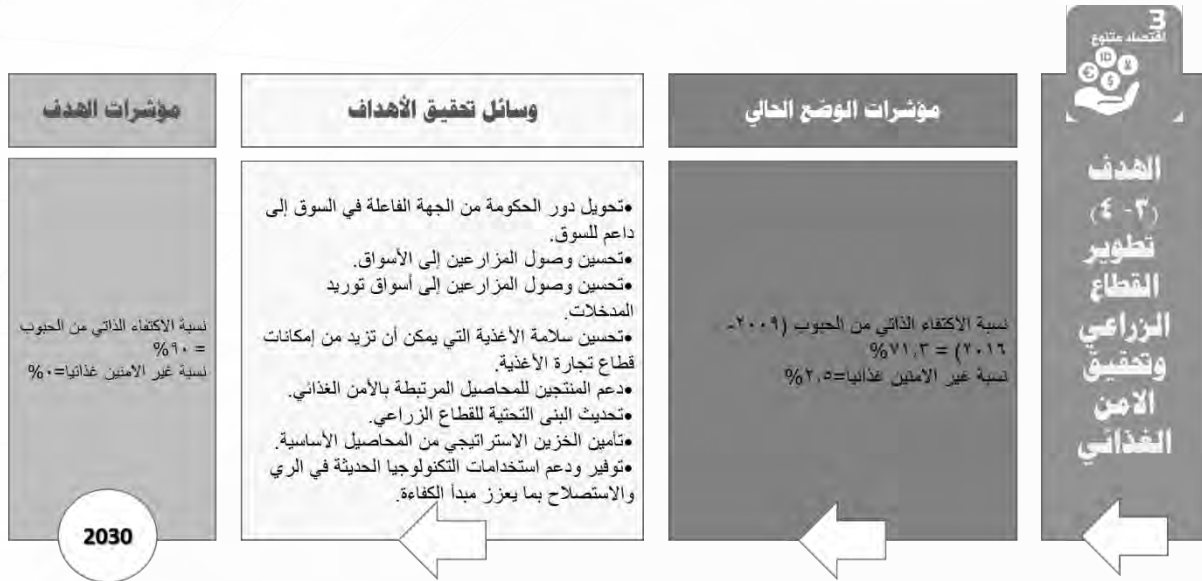 3
اقتصاد متنوع
€ ID $ ¥
الهدف
(٣- ٤)
تطوير
القطاع
الزراعي
وتحقيق
الامن
الغذائي
مؤشرات الوضع الحالي
نسبة الاكتفاء الذاتي من الحبوب (٢٠٠٩-
٢٠١٦) = ٧١,٣%
نسبة غير الامنين غذائيا=٢,٥%
وسائل تحقيق الأهداف
•تحويل دور الحكومة من الجهة الفاعلة في السوق إلى
داعم للسوق.
•تحسين وصول المزارعين إلى الأسواق.
•تحسين وصول المزارعين إلى أسواق توريد
المدخلات.
•تحسين سلامة الأغذية التي يمكن أن تزيد من إمكانات
قطاع تجارة الأغذية.
•دعم المنتجين للمحاصيل المرتبطة بالأمن الغذائي.
•تحديث البنى التحتية للقطاع الزراعي.
•تأمين الخزين الاستراتيجي من المحاصيل الأساسية.
•توفير ودعم استخدامات التكنولوجيا الحديثة في الري
والاستصلاح بما يعزز مبدأ الكفاءة.
مؤشرات الهدف
نسبة الاكتفاء الذاتي من الحبوب
= ٩٠%
نسبة غير الامنين غذائيا=٠%
2030